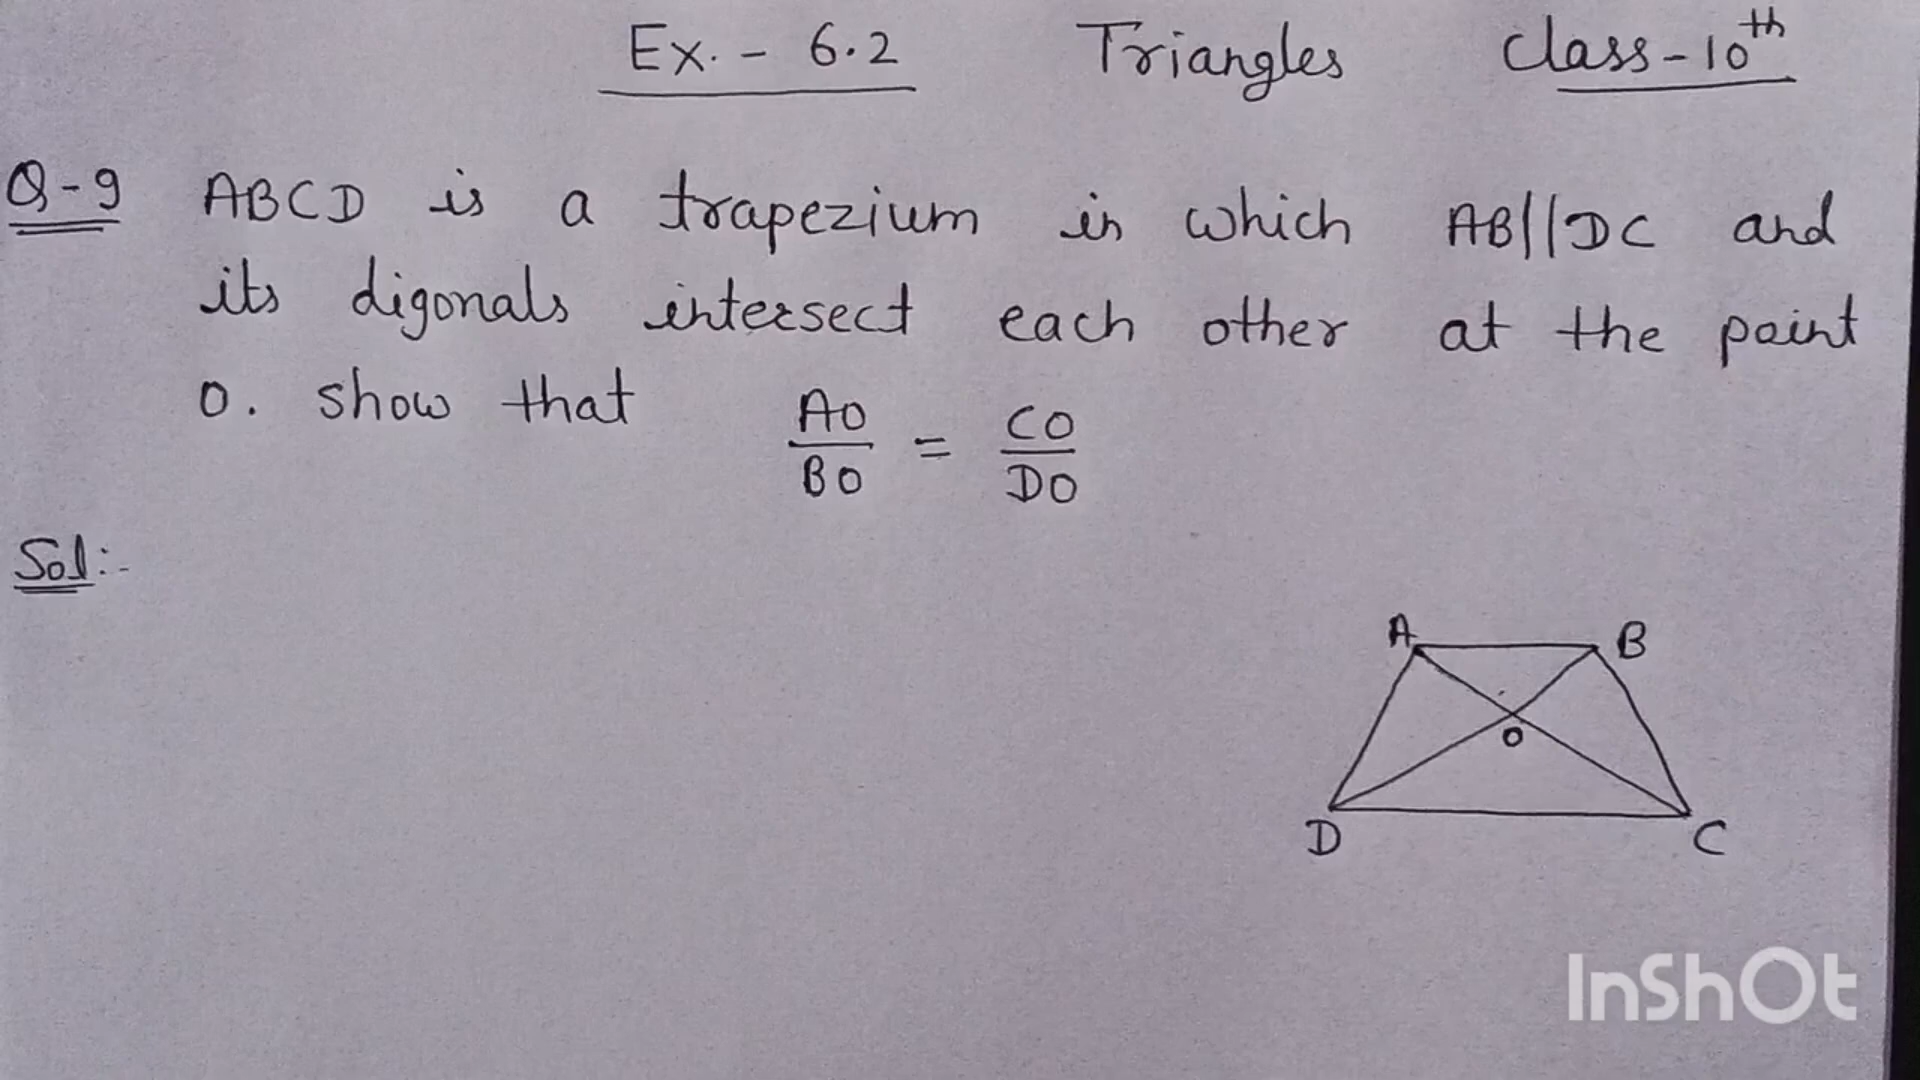 Ex. - 6.2 Triangles Class - 10th
Q-9 ABCD is a trapezium in which AB||DC and
its digonals intersect each other at the point
O. show that AO/BO = CO/DO
Sol:-
A B
O
D C
InShOt